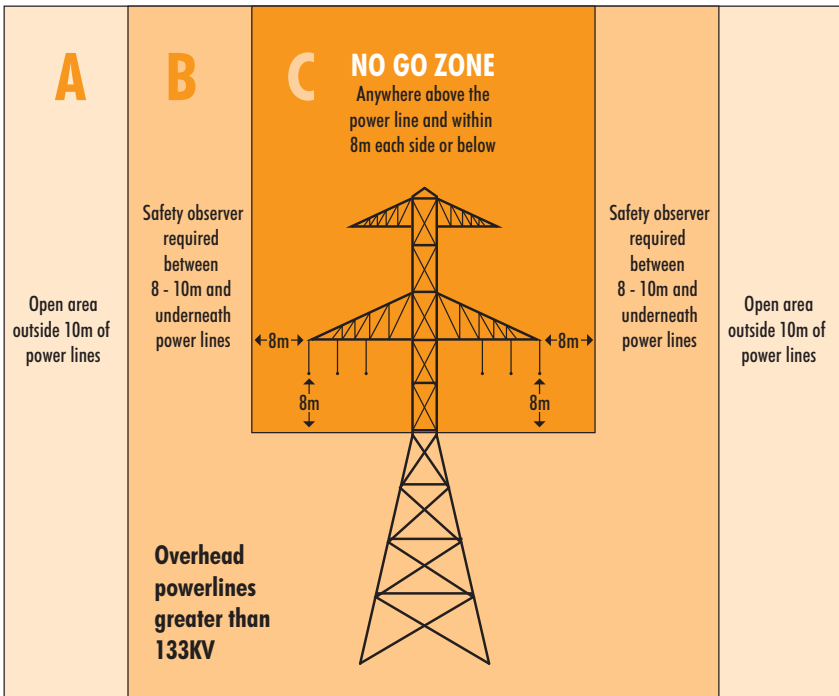 A
B
C
NO GO ZONE
Anywhere above the
power line and within
8m each side or below
Open area
outside 10m of
power lines
Safety observer
required
between
8 - 10m and
underneath
power lines
8m
8m
8m
8m
Safety observer
required
between
8 - 10m and
underneath
power lines
Open area
outside 10m of
power lines
Overhead
powerlines
greater than
133KV